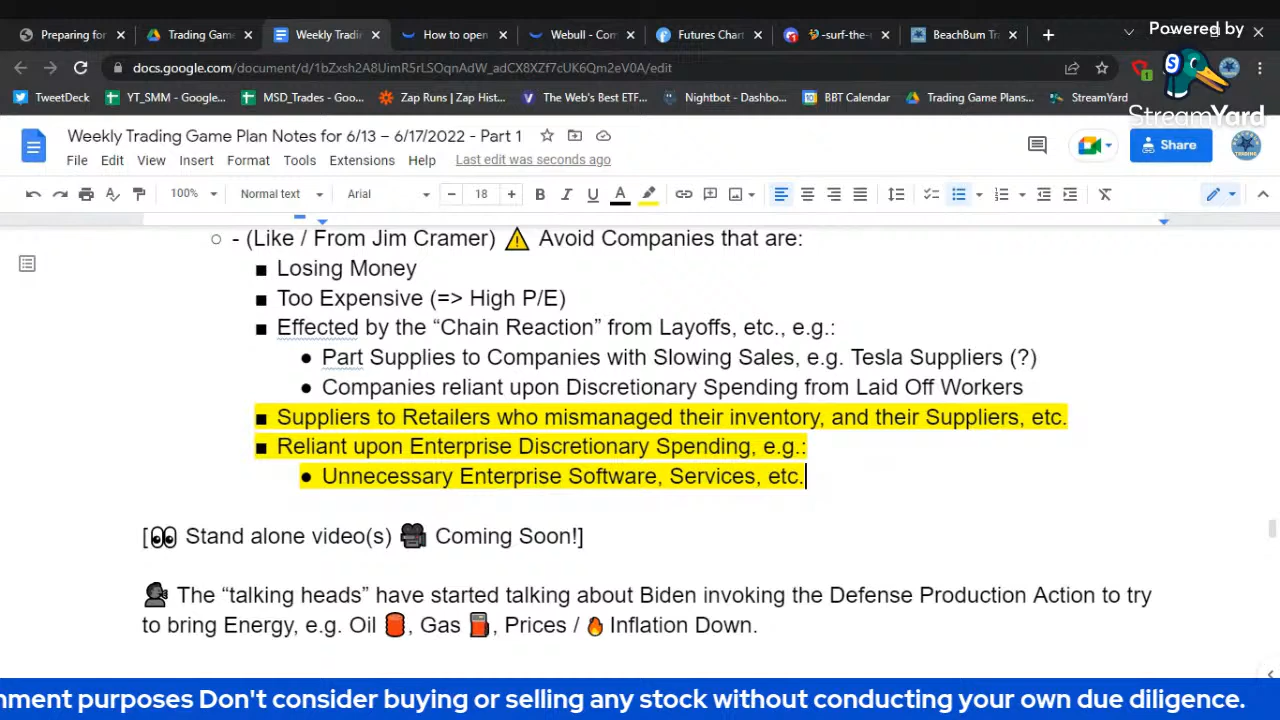 Powered by
Preparing for
Trading Game
Weekly Tradin
How to open
Webull - Com
Futures Chart
-surf-the-
BeachBum Tra
docs.google.com/document/d/1bZxsh2A8UimR5rLSOqnAdW_adCX8XZf7cUK6Qm2eV0A/edit
TweetDeck
YT_SMM - Google...
MSD_Trades - Goo...
Zap Runs | Zap Hist...
The Web's Best ETF...
Nightbot - Dashbo...
BBT Calendar
Trading Game Plans...
StreamYard
StreamYard
Weekly Trading Game Plan Notes for 6/13 – 6/17/2022 - Part 1
File Edit View Insert Format Tools Extensions Help Last edit was seconds ago
Share
100% Normal text Arial 18
- (Like / From Jim Cramer) ⚠️ Avoid Companies that are:
Losing Money
Too Expensive (=> High P/E)
Effected by the “Chain Reaction” from Layoffs, etc., e.g.:
Part Supplies to Companies with Slowing Sales, e.g. Tesla Suppliers (?)
Companies reliant upon Discretionary Spending from Laid Off Workers
Suppliers to Retailers who mismanaged their inventory, and their Suppliers, etc.
Reliant upon Enterprise Discretionary Spending, e.g.:
Unnecessary Enterprise Software, Services, etc.
[👀 Stand alone video(s) 🎥 Coming Soon!]
🗣 The “talking heads” have started talking about Biden invoking the Defense Production Action to try
to bring Energy, e.g. Oil 🛢, Gas ⛽, Prices / 🔥 Inflation Down.
nment purposes Don't consider buying or selling any stock without conducting your own due diligence.